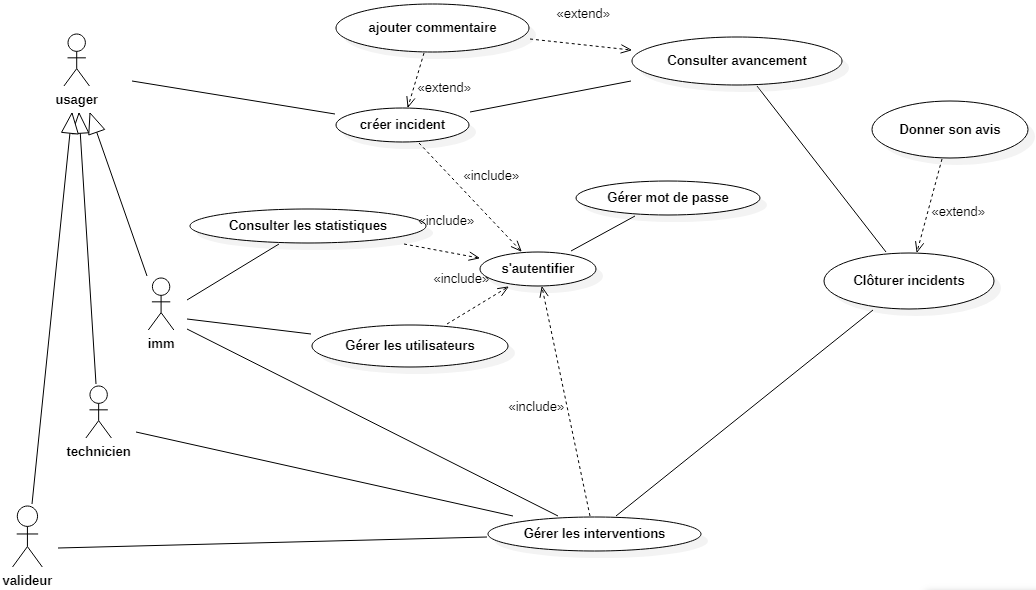 ajouter commentaire
«extend»
Consulter avancement
usager
«extend»
créer incident
Donner son avis
«include»
Gérer mot de passe
Consulter les statistiques
«include»
«extend»
s'autentifier
«include»
Clôturer incidents
imm
Gérer les utilisateurs
«include»
technicien
Gérer les interventions
valideur